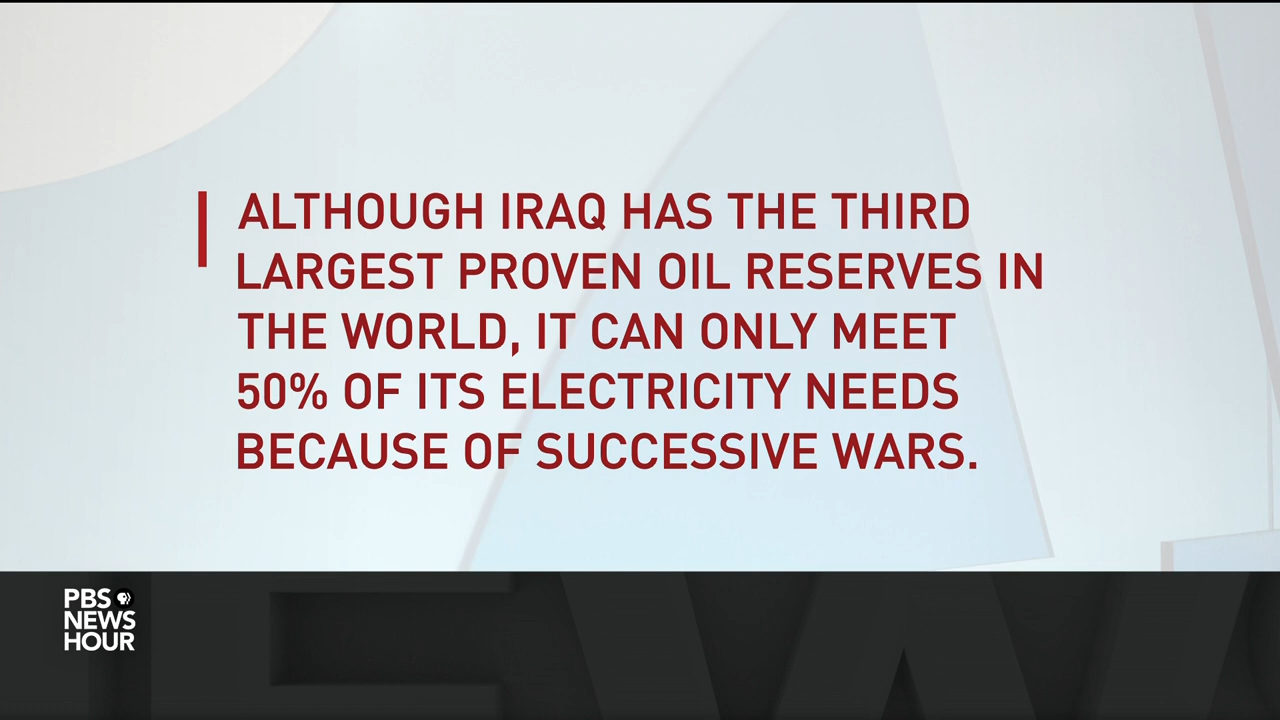 ALTHOUGH IRAQ HAS THE THIRD
LARGEST PROVEN OIL RESERVES IN
THE WORLD, IT CAN ONLY MEET
50% OF ITS ELECTRICITY NEEDS
BECAUSE OF SUCCESSIVE WARS.
PBS
NEWS
HOUR